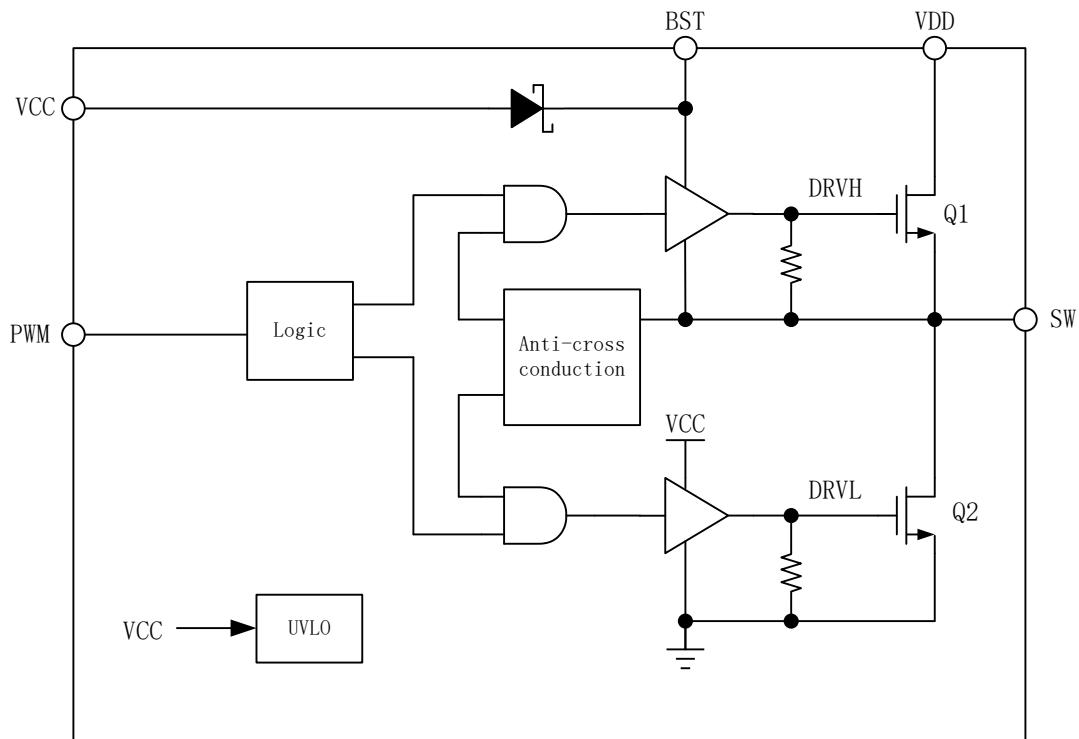 BST
VDD
VCC
DRVH
Q1
PWM
Logic
Anti-cross
conduction
SW
VCC
DRVL
Q2
VCC
UVLO